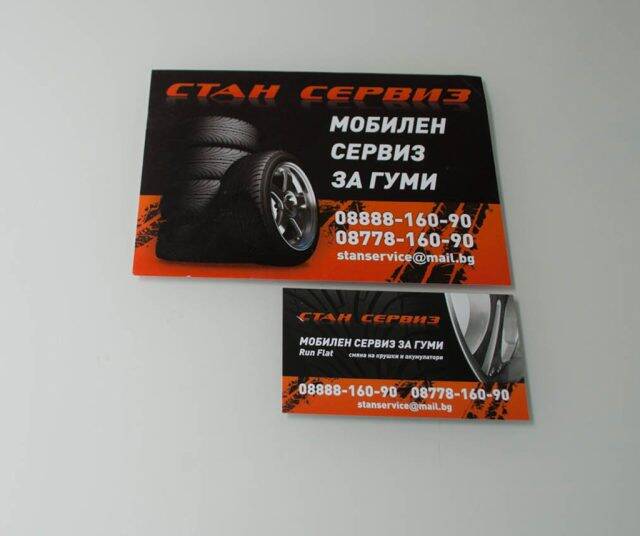 СТАН СЕРВИЗ
МОБИЛЕН
СЕРВИЗ
ЗА ГУМИ
08888-160-90
08778-160-90
stanservice@mail.bg
СТАН СЕРВИЗ
МОБИЛЕН СЕРВИЗ ЗА ГУМИ
Run Flat смяна на крушки и акумулатори
08888-160-90 08778-160-90
stanservice@mail.bg